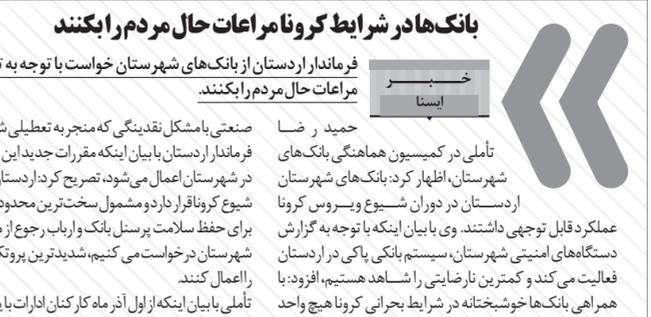 بانک‌ها در شرایط کرونا مراعات حال مردم را بکنند
فرماندار اردستان از بانک‌های شهرستان خواست با توجه به
مراعات حال مردم را بکنند.
خبر
ایسنا
حمید رضا
تأملی در کمیسیون هماهنگی بانک‌های
شهرستان، اظهار کرد: بانک‌های شهرستان
اردستان در دوران شیوع ویروس کرونا
عملکرد قابل توجهی داشتند. وی با بیان اینکه با توجه به گزارش
دستگاه‌های امنیتی شهرستان، سیستم بانکی پاکی در اردستان
فعالیت می‌کند و کمترین نارضایتی را شاهد هستیم، افزود: با
همراهی بانک‌ها خوشبختانه در شرایط بحرانی کرونا هیچ واحد
صنعتی با مشکل نقدینگی که منجر به تعطیلی
فرماندار اردستان با بیان اینکه مقررات جدید این
در شهرستان اعمال می‌شود، تصریح کرد: اردستان
شیوع کرونا قرار دارد و مشمول سخت‌ترین
برای حفظ سلامت پرسنل بانک و ارباب رجوع از
شهرستان درخواست می کنیم، شدیدترین
را اعمال کنند.
تأملی با بیان اینکه از اول آذر ماه کارکنان ادارات